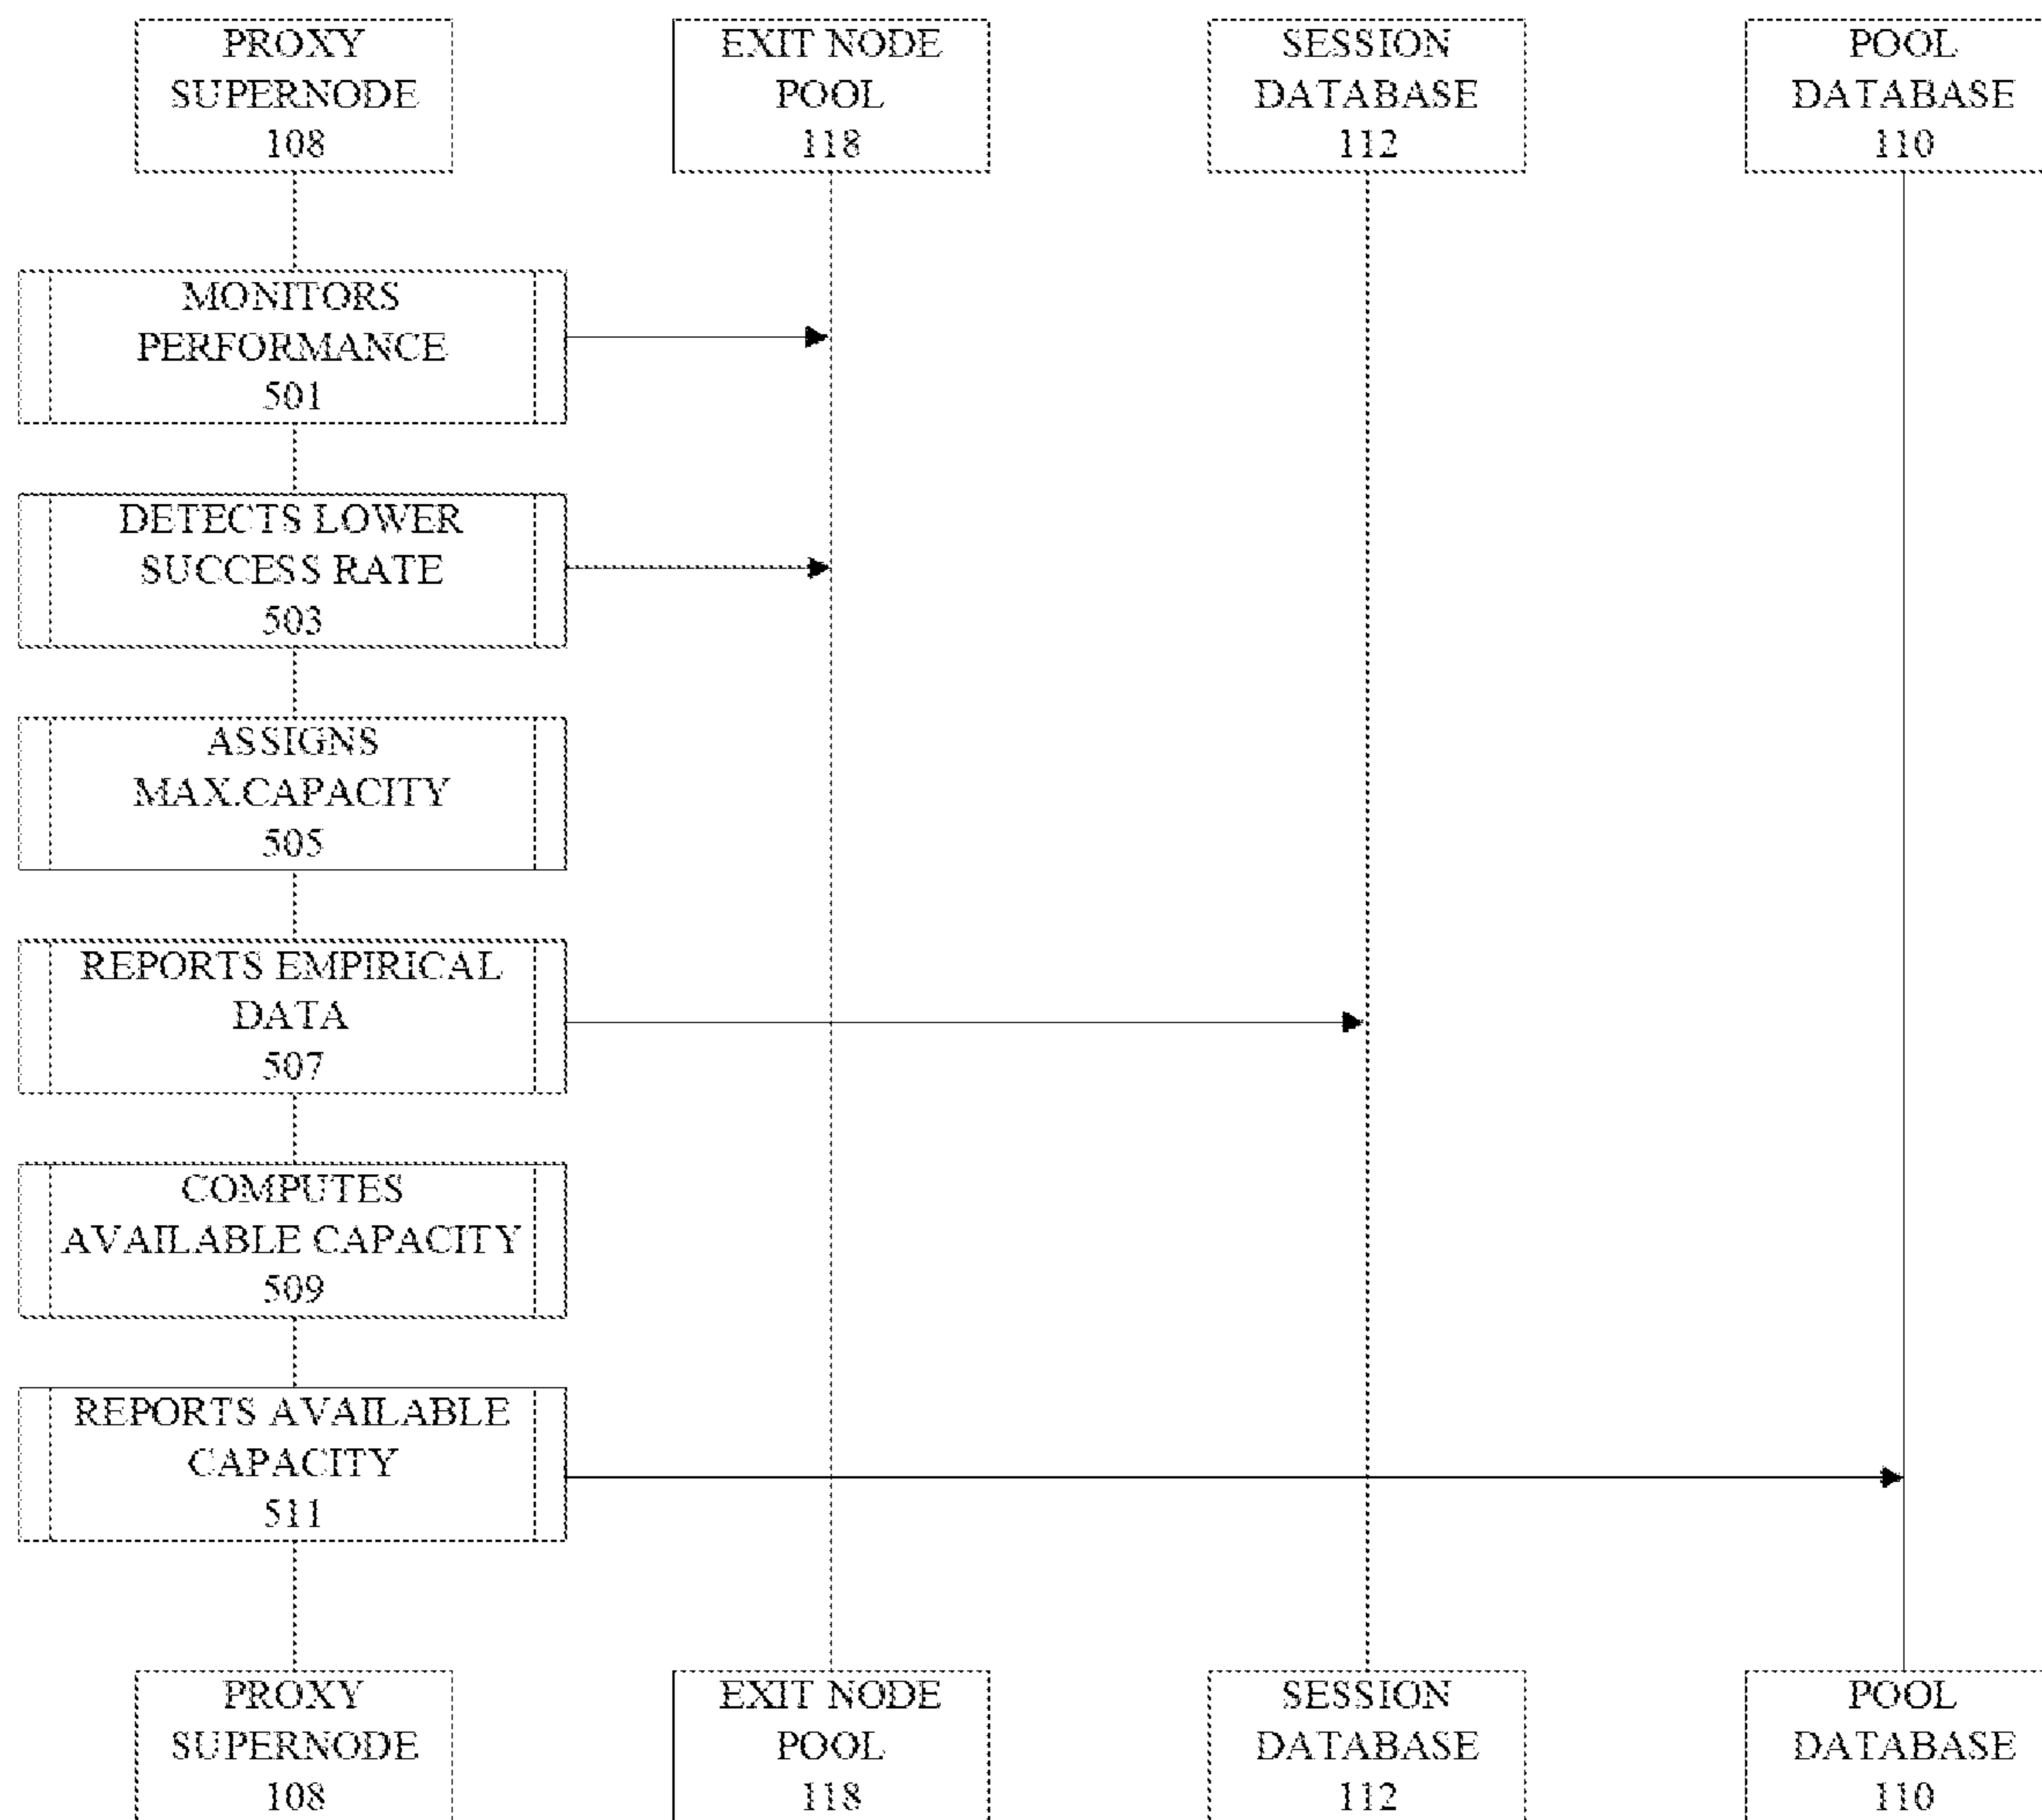 PROXY
SUPERNODE
108
EXIT NODE
POOL
118
SESSION
DATABASE
112
POOL
DATABASE
110
MONITORS
PERFORMANCE
501
DETECTS LOWER
SUCCESS RATE
503
ASSIGNS
MAX.CAPACITY
505
REPORTS EMPIRICAL
DATA
507
COMPUTES
AVAILABLE CAPACITY
509
REPORTS AVAILABLE
CAPACITY
511
PROXY
SUPERNODE
108
EXIT NODE
POOL
118
SESSION
DATABASE
112
POOL
DATABASE
110